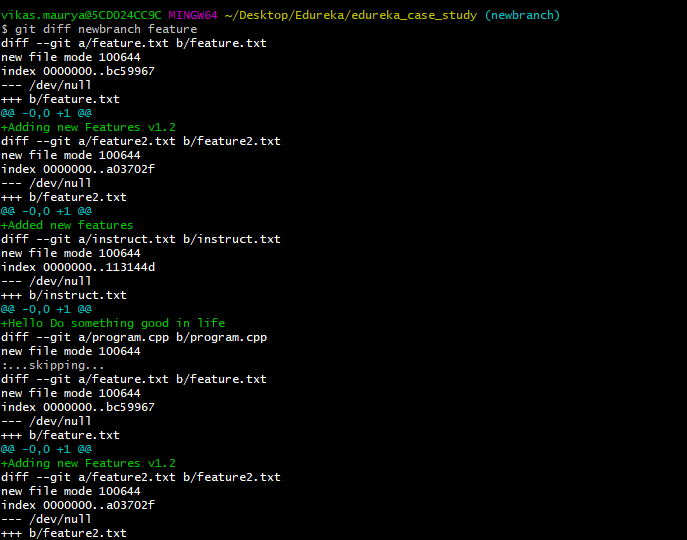 vikas.maurya@5CD024CC9C MINGW64 ~/Desktop/Edureka/edureka_case_study (newbranch)
$ git diff newbranch feature
diff --git a/feature.txt b/feature.txt
new file mode 100644
index 0000000..bc59967
--- /dev/null
+++ b/feature.txt
@@ -0,0 +1 @@
+Adding new Features v1.2
diff --git a/feature2.txt b/feature2.txt
new file mode 100644
index 0000000..a03702f
--- /dev/null
+++ b/feature2.txt
@@ -0,0 +1 @@
+Added new features
diff --git a/instruct.txt b/instruct.txt
new file mode 100644
index 0000000..113144d
--- /dev/null
+++ b/instruct.txt
@@ -0,0 +1 @@
+Hello Do something good in life
diff --git a/program.cpp b/program.cpp
new file mode 100644
:...skipping...
diff --git a/feature.txt b/feature.txt
new file mode 100644
index 0000000..bc59967
--- /dev/null
+++ b/feature.txt
@@ -0,0 +1 @@
+Adding new Features v1.2
diff --git a/feature2.txt b/feature2.txt
new file mode 100644
index 0000000..a03702f
--- /dev/null
+++ b/feature2.txt